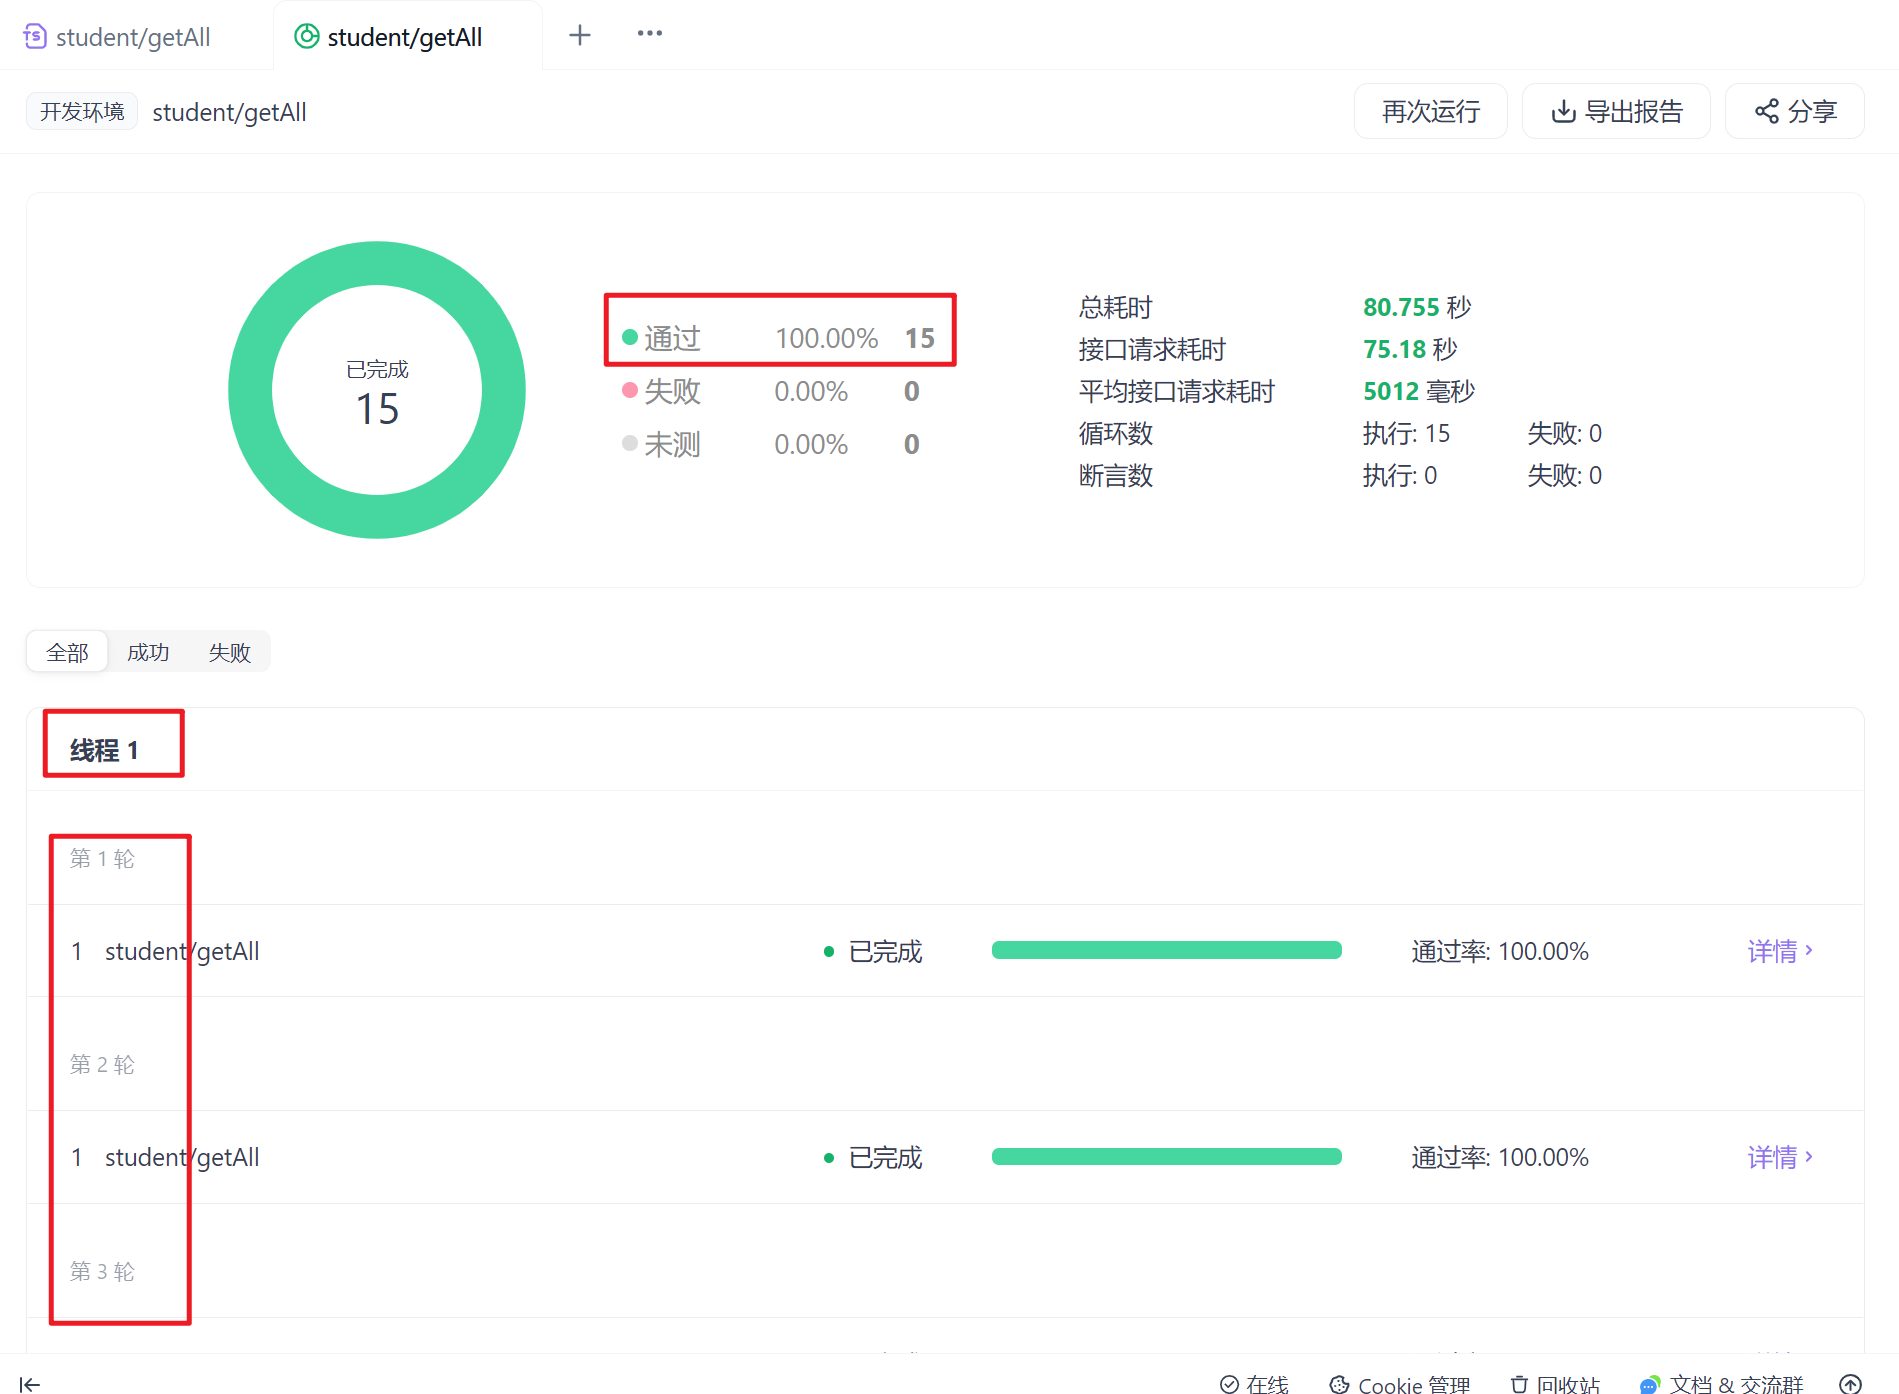 student/getAll
student/getAll
开发环境 student/getAll
再次运行 导出报告 分享
已完成
15
通过 100.00% 15
失败 0.00% 0
未测 0.00% 0
总耗时 80.755 秒
接口请求耗时 75.18 秒
平均接口请求耗时 5012 毫秒
循环数 执行: 15 失败: 0
断言数 执行: 0 失败: 0
全部 成功 失败
线程 1
第 1 轮
1 student/getAll 已完成 通过率: 100.00% 详情
第 2 轮
1 student/getAll 已完成 通过率: 100.00% 详情
第 3 轮
在线 Cookie 管理 回收站 文档 & 交流群